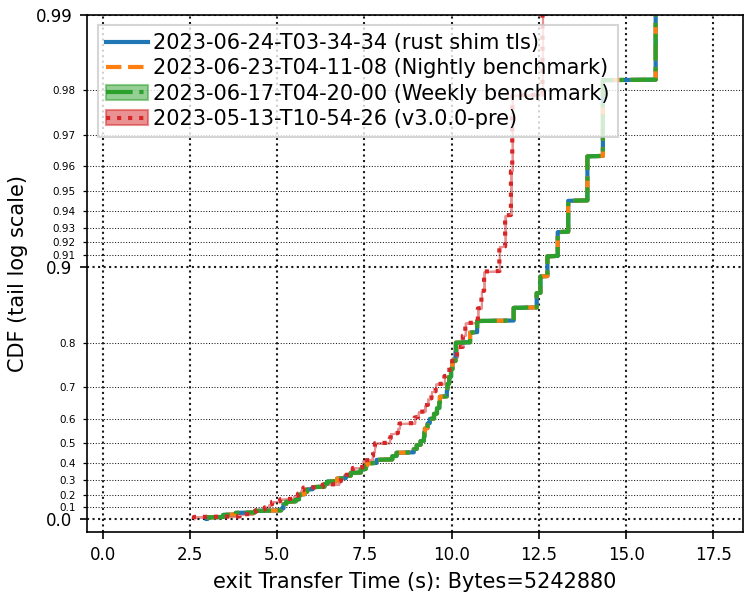 0.99
2023-06-24-T03-34-34 (rust shim tls)
2023-06-23-T04-11-08 (Nightly benchmark)
2023-06-17-T04-20-00 (Weekly benchmark)
2023-05-13-T10-54-26 (v3.0.0-pre)
0.98
0.97
0.96
0.95
0.94
0.93
0.92
0.91
0.9
0.8
0.7
0.6
0.5
0.4
0.3
0.2
0.1
0.0
CDF (tail log scale)
0.0 2.5 5.0 7.5 10.0 12.5 15.0 17.5
exit Transfer Time (s): Bytes=5242880